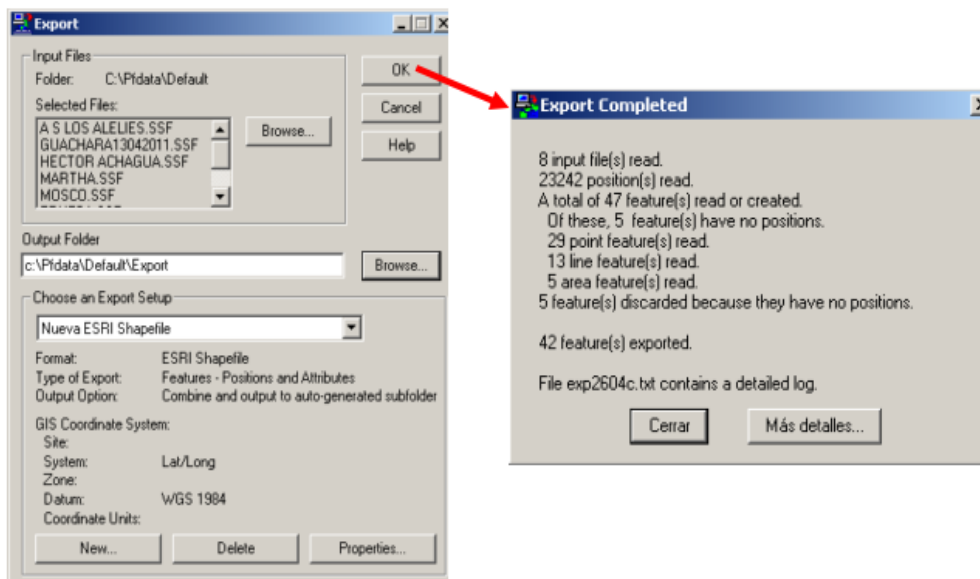 Export
Input Files
Folder: C:\Pfdata\Default
Selected Files:
A S LOS ALELIES.SSF
GUACHARA13042011.SSF
HECTOR ACHAGUA.SSF
MARTHA.SSF
MOSCO.SSF
Browse...
OK
Cancel
Help
Output Folder
c:\Pfdata\Default\Export
Browse...
Choose an Export Setup
Nueva ESRI Shapefile
Format: ESRI Shapefile
Type of Export: Features - Positions and Attributes
Output Option: Combine and output to auto-generated subfolder
GIS Coordinate System:
Site:
System: Lat/Long
Zone:
Datum: WGS 1984
Coordinate Units:
New...
Delete
Properties...
Export Completed
8 input file(s) read.
23242 position(s) read.
A total of 47 feature(s) read or created.
Of these, 5 feature(s) have no positions.
29 point feature(s) read.
13 line feature(s) read.
5 area feature(s) read.
5 feature(s) discarded because they have no positions.
42 feature(s) exported.
File exp2604c.txt contains a detailed log.
Cerrar
Más detalles...